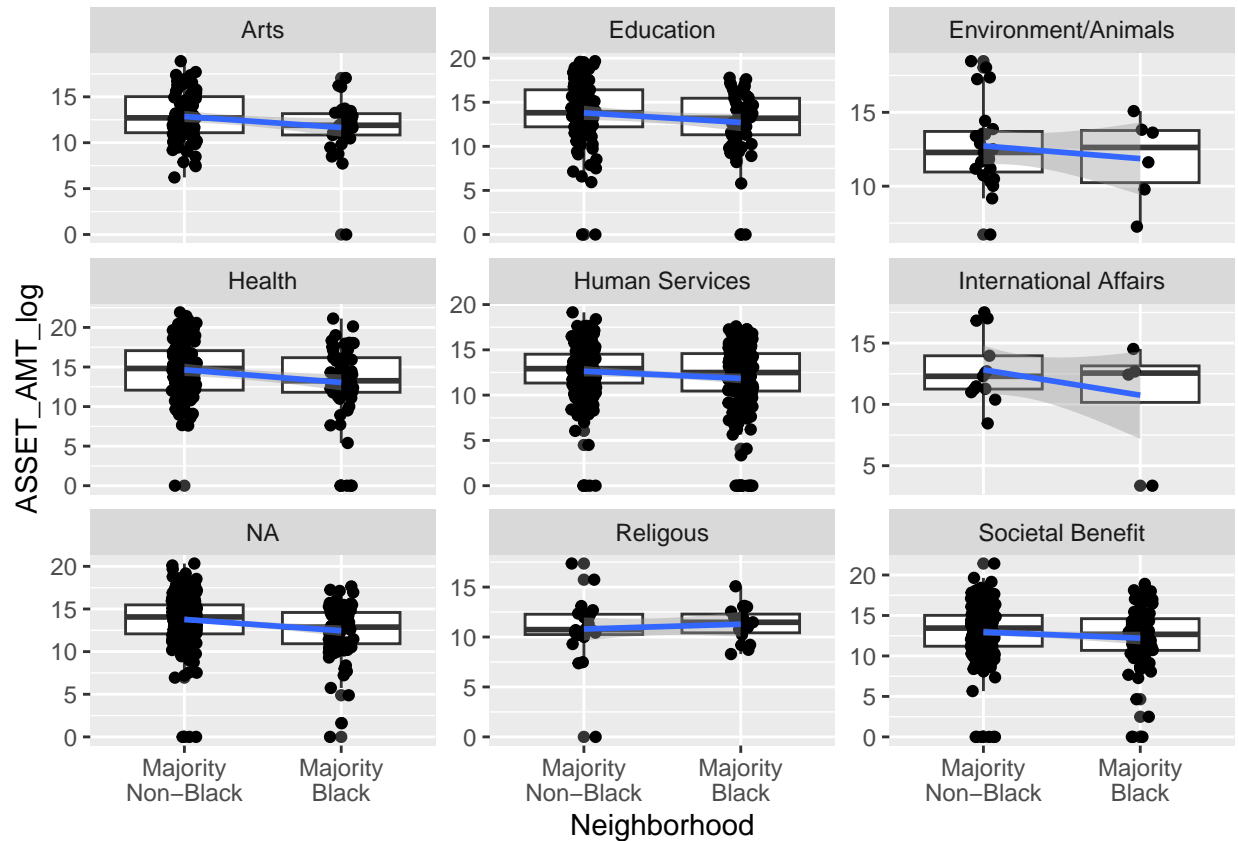 Arts
Education
Environment/Animals
15
10
5
0
20
15
10
5
0
15
10
Health
Human Services
International Affairs
20
15
10
5
0
20
15
10
5
0
15
10
5
NA
Religous
Societal Benefit
20
15
10
5
0
15
10
5
0
20
15
10
5
0
Majority
Non−Black
Majority
Black
Majority
Non−Black
Majority
Black
Majority
Non−Black
Majority
Black
Neighborhood
ASSET_AMT_log